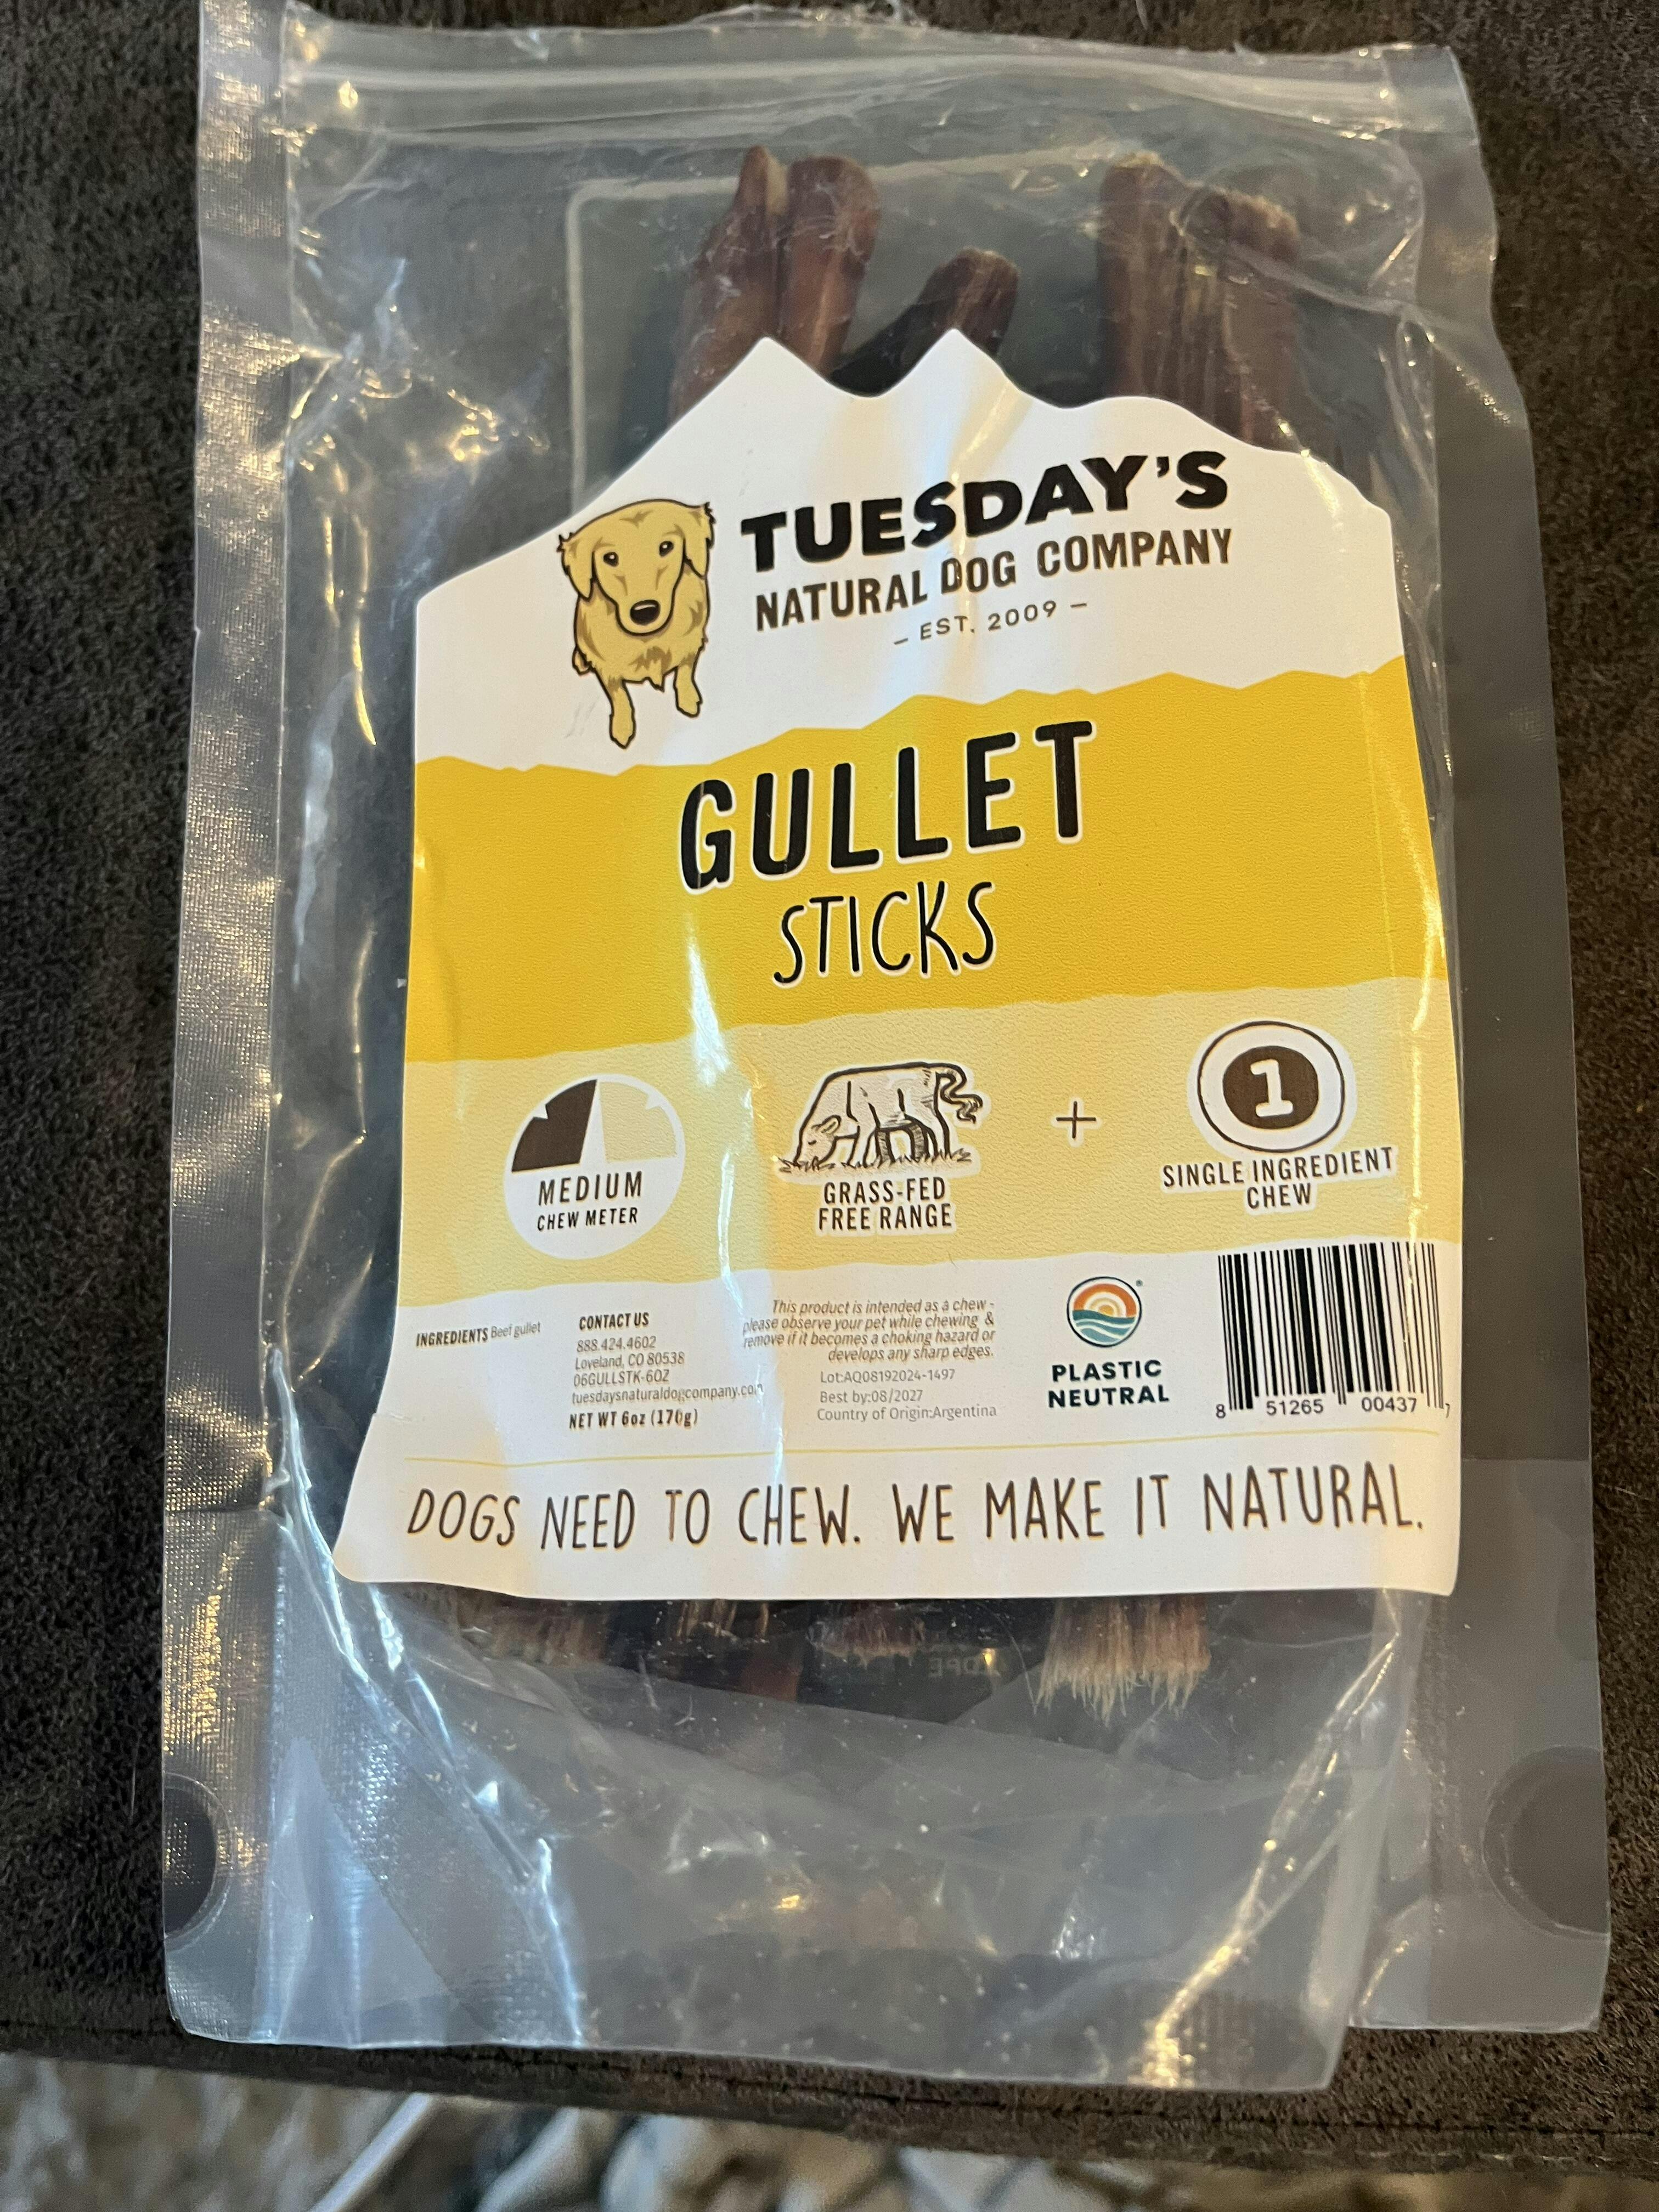 TUESDAY'S
NATURAL DOG COMPANY
– EST. 2009 –
GULLET
STICKS
MEDIUM
CHEW METER
GRASS-FED
FREE RANGE
+
1
SINGLE INGREDIENT
CHEW
INGREDIENTS Beef gullet
CONTACT US
888.424.4602
Loveland, CO 80538
06GULLSTK-6OZ
tuesdaysnaturaldogcompany.com
NET WT 6oz (170g)
This product is intended as a chew -
please observe your pet while chewing &
remove if it becomes a choking hazard or
develops any sharp edges.
Lot:AQ08192024-1497
Best by:08/2027
Country of Origin:Argentina
PLASTIC
NEUTRAL
8 51265 00437 7
DOGS NEED TO CHEW. WE MAKE IT NATURAL.